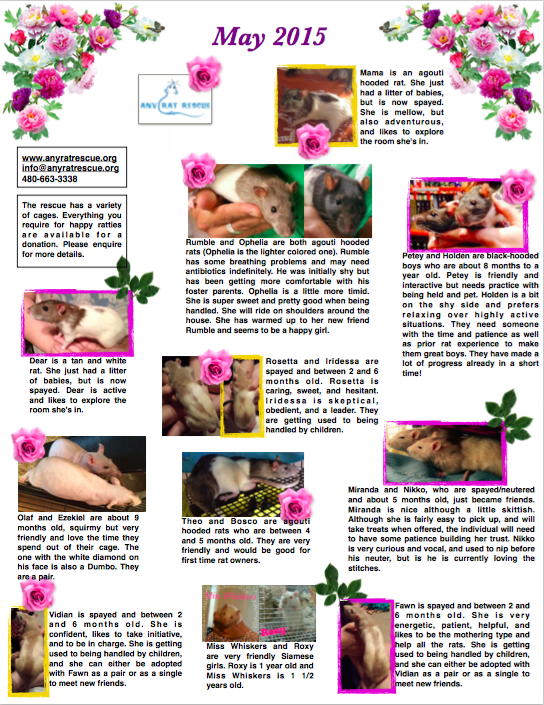 May 2015
ANY RAT RESCUE
Mama is an agouti
hooded rat. She just
had a litter of babies,
but is now spayed.
She is mellow, but
also adventurous,
and likes to explore
the room she's in.
www.anyratrescue.org
info@anyratrescue.org
480-663-3338
The rescue has a variety
of cages. Everything you
require for happy ratties
are available for a
donation. Please enquire
for more details.
Rumble and Ophelia are both agouti hooded
rats (Ophelia is the lighter colored one). Rumble
has some breathing problems and may need
antibiotics indefinitely. He was initially shy but
has been getting more comfortable with his
foster parents. Ophelia is a little more timid.
She is super sweet and pretty good when being
handled. She will ride on shoulders around the
house. She has warmed up to her new friend
Rumble and seems to be a happy girl.
Petey and Holden are black-hooded
boys who are about 8 months to a
year old. Petey is friendly and
interactive but needs practice with
being held and pet. Holden is a bit
on the shy side and prefers
relaxing over highly active
situations. They need someone
with the time and patience as well
as prior rat experience to make
them great boys. They have made a
lot of progress already in a short
time!
Dear is a tan and white
rat. She just had a litter
of babies, but is now
spayed. Dear is active
and likes to explore the
room she's in.
Rosetta and Iridessa are
spayed and between 2 and 6
months old. Rosetta is
caring, sweet, and hesitant.
Iridessa is skeptical,
obedient, and a leader. They
are getting used to being
handled by children.
Olaf and Ezekiel are about 9
months old, squirmy but very
friendly and love the time they
spend out of their cage. The
one with the white diamond on
his face is also a Dumbo. They
are a pair.
Theo and Bosco are agouti
hooded rats who are between 4
and 5 months old. They are very
friendly and would be good for
first time rat owners.
Miranda and Nikko, who are spayed/neutered
and about 5 months old, just became friends.
Miranda is nice although a little skittish.
Although she is fairly easy to pick up, and will
take treats when offered, the individual will need
to have some patience building her trust. Nikko
is very curious and vocal, and used to nip before
his neuter, but is he is currently loving the
stitches.
Vidian is spayed and between 2
and 6 months old. She is
confident, likes to take initiative,
and to be in charge. She is getting
used to being handled by children,
and she can either be adopted
with Fawn as a pair or as a single
to meet new friends.
Miss Whiskers
Roxy
Miss Whiskers and Roxy
are very friendly Siamese
girls. Roxy is 1 year old and
Miss Whiskers is 1 1/2
years old.
Fawn is spayed and between 2 and
6 months old. She is very
energetic, patient, helpful, and
likes to be the mothering type and
help all the rats. She is getting
used to being handled by children,
and she can either be adopted with
Vidian as a pair or as a single to
meet new friends.